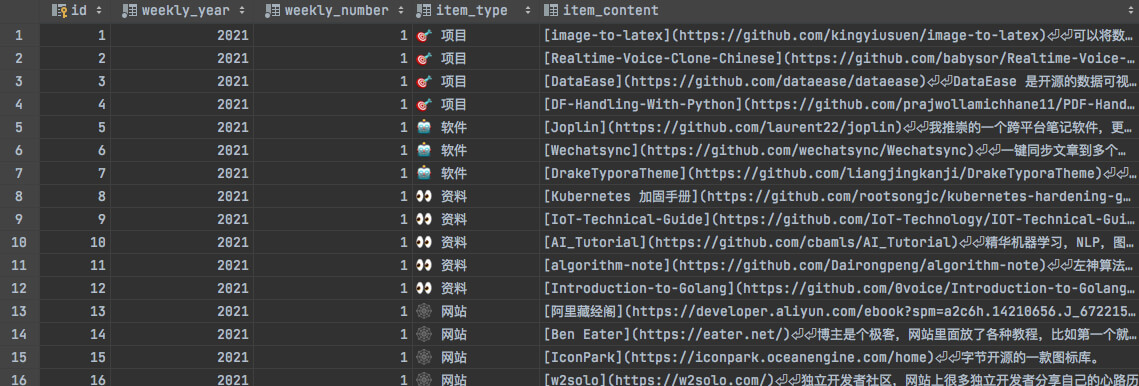 id weekly_year weekly_number item_type item_content
1 1 2021 1 🎯 项目 [image-to-latex](https://github.com/kingyiusuen/image-to-latex)⏎⏎可以将数…
2 2 2021 1 🎯 项目 [Realtime-Voice-Clone-Chinese](https://github.com/babysor/Realtime-Voice-…
3 3 2021 1 🎯 项目 [DataEase](https://github.com/dataease/dataease)⏎⏎DataEase 是开源的数据可视…
4 4 2021 1 🎯 项目 [DF-Handling-With-Python](https://github.com/prajwollamichhane11/PDF-Hand…
5 5 2021 1 🤖 软件 [Joplin](https://github.com/laurent22/joplin)⏎⏎我推崇的一个跨平台笔记软件，更…
6 6 2021 1 🤖 软件 [Wechatsync](https://github.com/wechatsync/Wechatsync)⏎⏎一键同步文章到多个…
7 7 2021 1 🤖 软件 [DrakeTyporaTheme](https://github.com/liangjingkanji/DrakeTyporaTheme)⏎⏎…
8 8 2021 1 👀 资料 [Kubernetes 加固手册](https://github.com/rootsongjc/kubernetes-hardening-g…
9 9 2021 1 👀 资料 [IoT-Technical-Guide](https://github.com/IoT-Technology/IOT-Technical-Gui…
10 10 2021 1 👀 资料 [AI_Tutorial](https://github.com/cbamls/AI_Tutorial)⏎⏎精华机器学习，NLP，图…
11 11 2021 1 👀 资料 [algorithm-note](https://github.com/Dairongpeng/algorithm-note)⏎⏎左神算法…
12 12 2021 1 👀 资料 [Introduction-to-Golang](https://github.com/0voice/Introduction-to-Golang…
13 13 2021 1 🕸 网站 [阿里藏经阁](https://developer.aliyun.com/ebook?spm=a2c6h.14210656.J_672215…
14 14 2021 1 🕸 网站 [Ben Eater](https://eater.net/)⏎⏎博主是个极客，网站里面放了各种教程，比如第一个就…
15 15 2021 1 🕸 网站 [IconPark](https://iconpark.oceanengine.com/home)⏎⏎字节开源的一款图标库。
16 16 2021 1 🕸 网站 [w2solo](https://w2solo.com/)⏎⏎独立开发者社区，网站上很多独立开发者分享自己的心路历